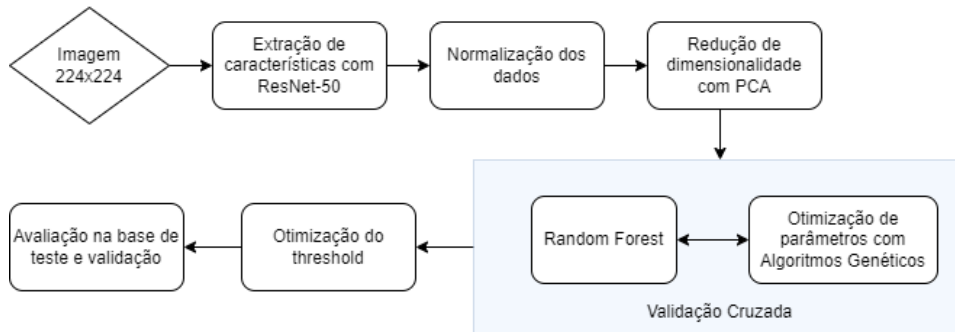 Imagem
224x224
Extração de
características com
ResNet-50
Normalização dos
dados
Redução de
dimensionalidade
com PCA
Avaliação na base de
teste e validação
Otimização do
threshold
Random Forest
Otimização de
parâmetros com
Algoritmos Genéticos
Validação Cruzada